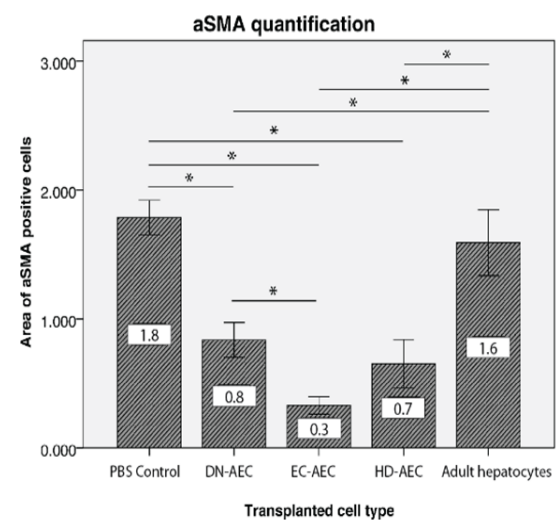 aSMA quantification
Area of aSMA positive cells
3.000
2.000
1.000
0.000
*
*
*
*
*
*
*
1.8
0.8
0.3
0.7
1.6
PBS Control
DN-AEC
EC-AEC
HD-AEC
Adult hepatocytes
Transplanted cell type